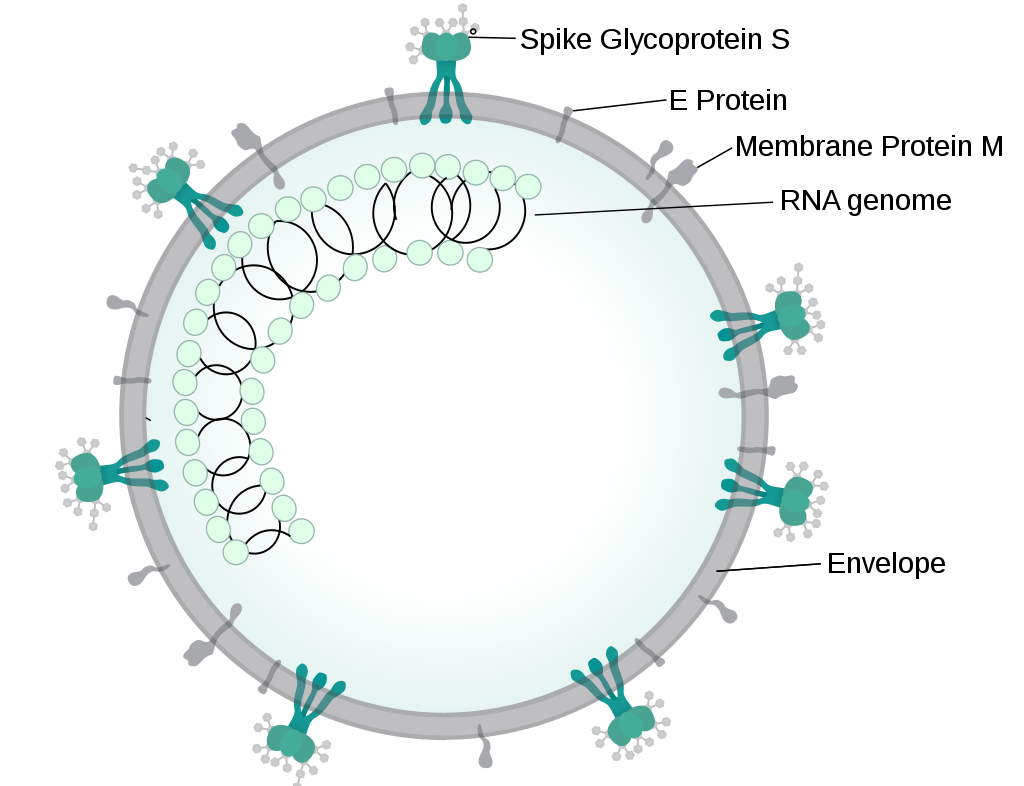 Spike Glycoprotein S
E Protein
Membrane Protein M
RNA genome
Envelope